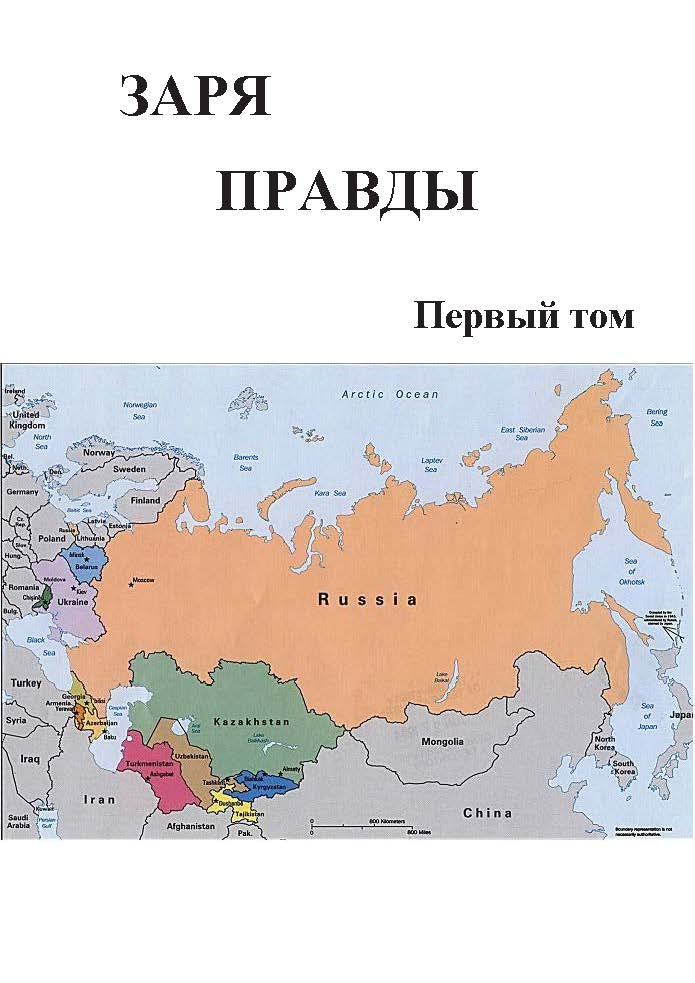 ЗАРЯ
ПРАВДЫ
Первый том
Arctic Ocean
Ireland
Norwegian
Sea
Bering
Sea
United
Kingdom
North
Sea
East Siberian
Sea
Norway
Barents
Sea
Laptev
Sea
Bel.
Neth.
Den.
Sweden
Kara Sea
Germany
Finland
Baltic Sea
Latvia
Estonia
Cz.
Rep.
Russia
Lithuania
Poland
Slov.
Hung.
Minsk
Belarus
Sea
of
Okhotsk
Moldova
Moscow
Romania
Chişinău
Kiev
Ukraine
Russia
Bulg.
Occupied by the
Soviet Union in 1945,
administered by Russia,
claimed by Japan.
Black
Sea
Lake
Baikal
Turkey
Georgia
Tbilisi
Armenia
Yerevan
Azerbaijan
Baku
Caspian
Sea
Aral
Sea
Kazakhstan
Lake
Balkhash
Sea
of
Japan
Japan
Syria
Mongolia
North
Korea
South
Korea
Iraq
Turkmenistan
Ashgabat
Uzbekistan
Tashkent
Bishkek
Almaty
Kyrgyzstan
Dushanbe
Tajikistan
Iran
Kuwait
Saudi
Arabia
Persian
Gulf
Afghanistan
Pak.
China
0
800 Kilometers
0
800 Miles
Boundary representation is not
necessarily authoritative.